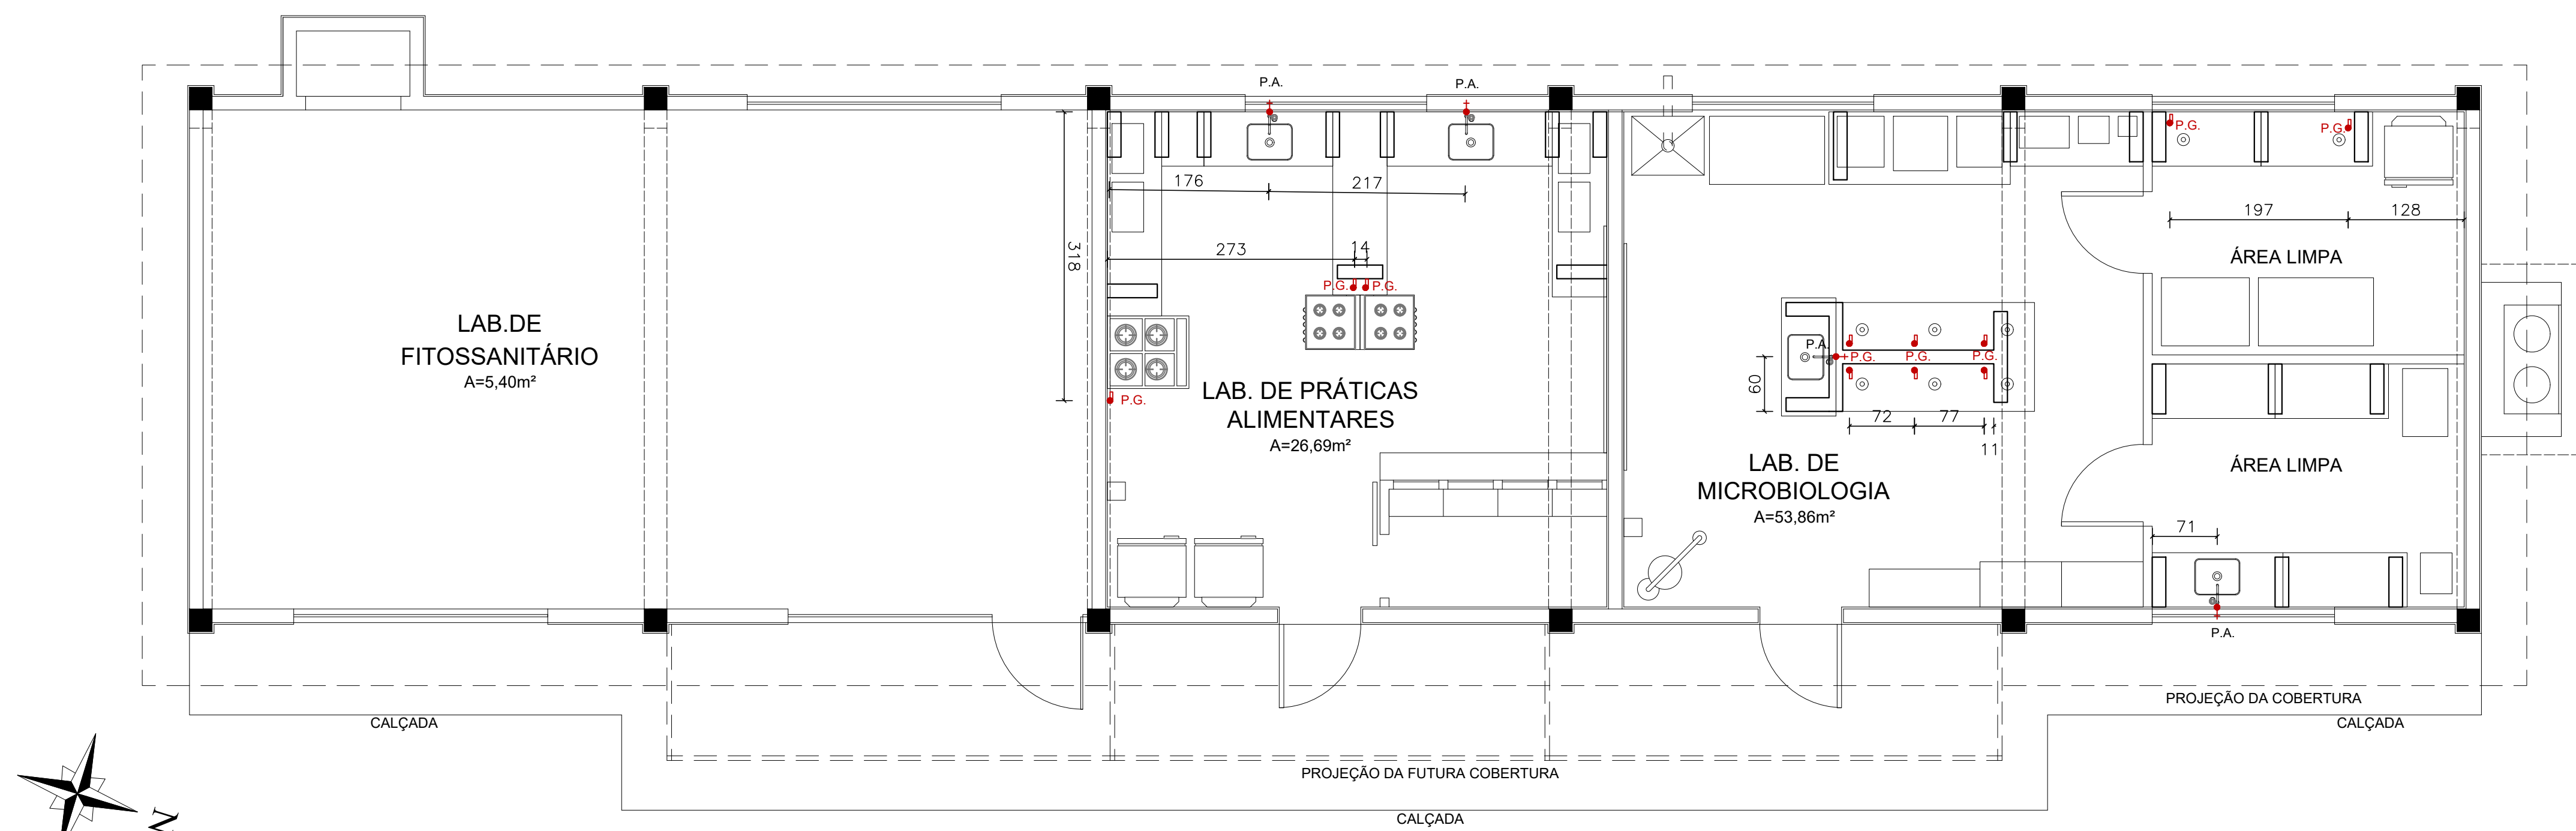 P.A.
P.A.
P.G.
P.G.
176
217
197
128
318
273
14
ÁREA LIMPA
P.G.
P.G.
LAB.DE
FITOSSANITÁRIO
A=5,40m²
P.A.
P.G.
P.G.
P.G.
60
P.G.
LAB. DE PRÁTICAS
ALIMENTARES
A=26,69m²
72
77
11
LAB. DE
MICROBIOLOGIA
A=53,86m²
ÁREA LIMPA
71
P.A.
PROJEÇÃO DA COBERTURA
CALÇADA
CALÇADA
PROJEÇÃO DA FUTURA COBERTURA
CALÇADA
N